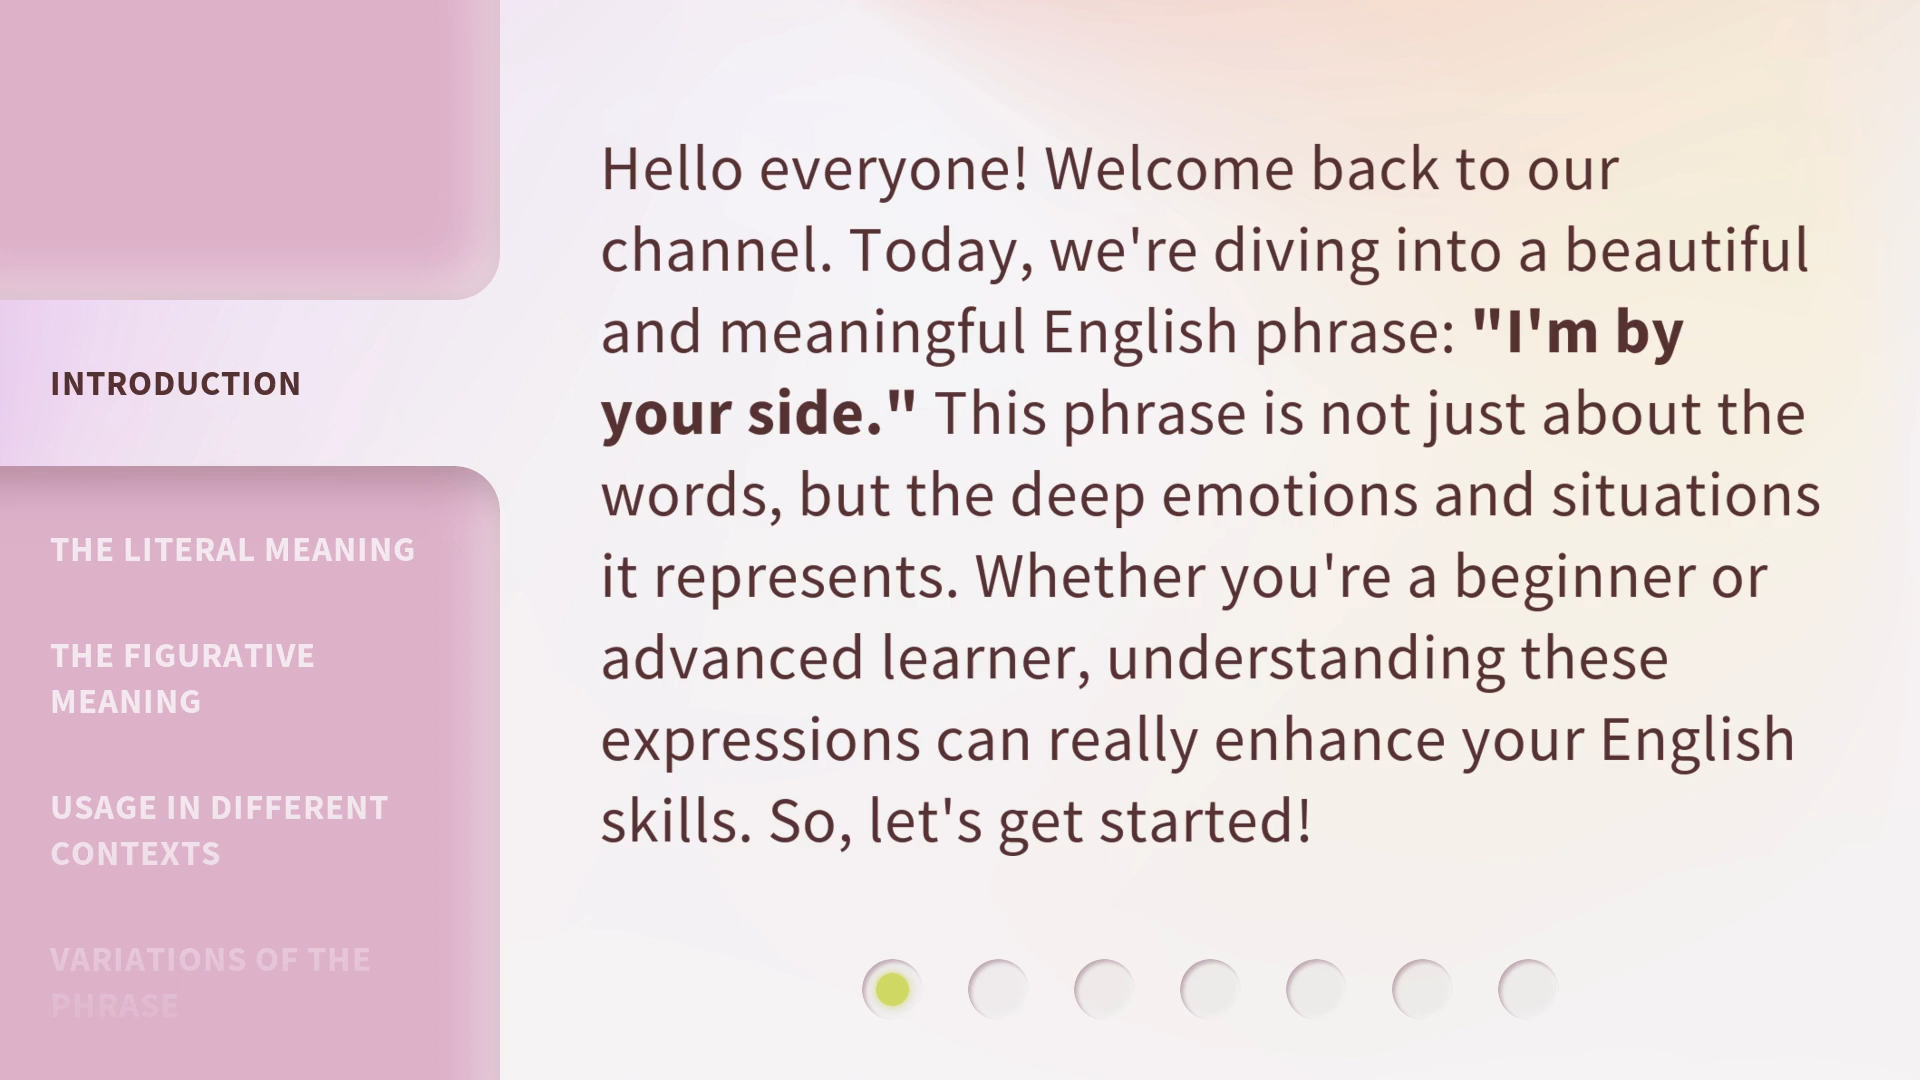 INTRODUCTION
THE LITERAL MEANING
THE FIGURATIVE
MEANING
USAGE IN DIFFERENT
CONTEXTS
VARIATIONS OF THE
PHRASE
Hello everyone! Welcome back to our
channel. Today, we're diving into a beautiful
and meaningful English phrase: "I'm by
your side." This phrase is not just about the
words, but the deep emotions and situations
it represents. Whether you're a beginner or
advanced learner, understanding these
expressions can really enhance your English
skills. So, let's get started!